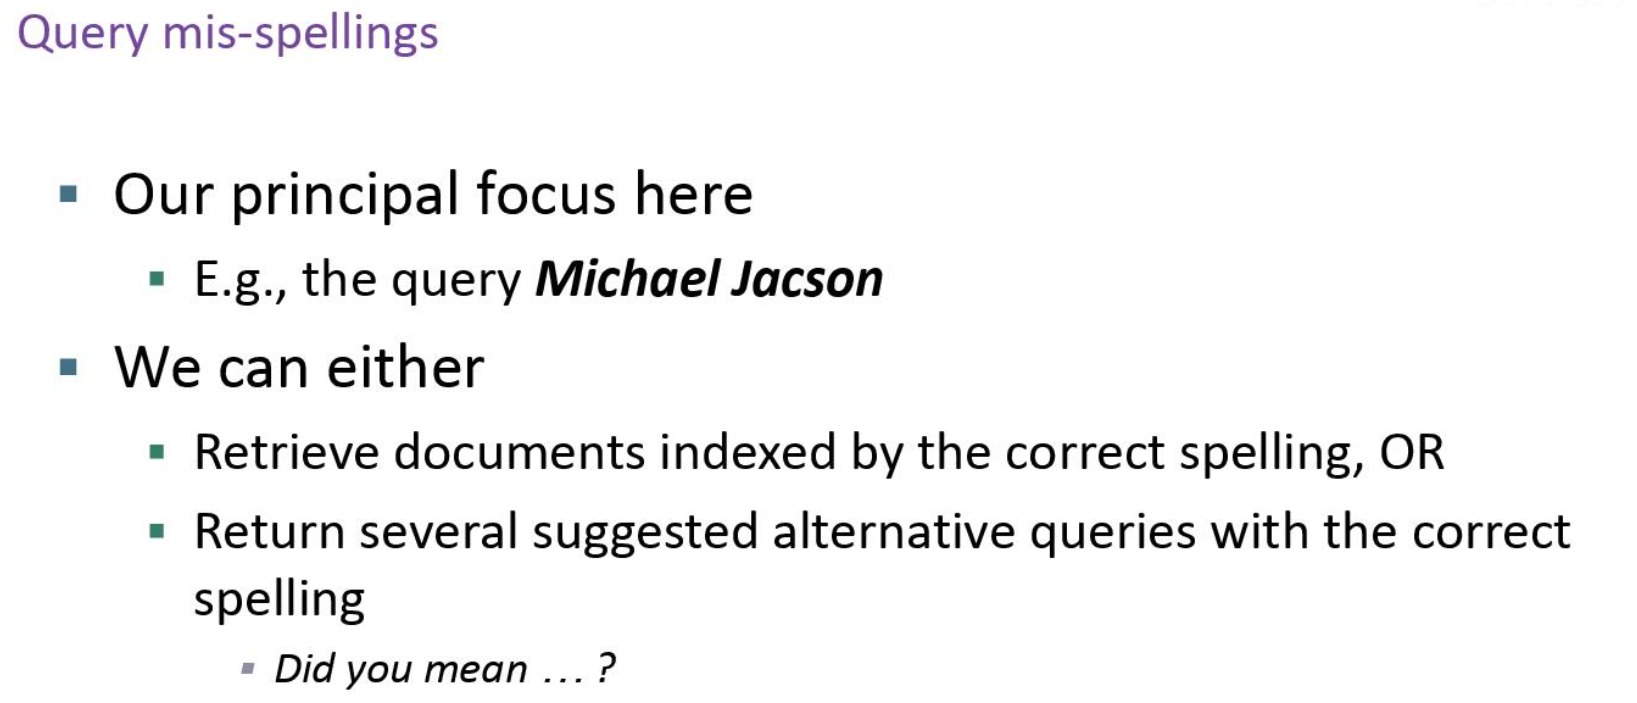 Query mis-spellings
Our principal focus here
E.g., the query Michael Jacson
We can either
Retrieve documents indexed by the correct spelling, OR
Return several suggested alternative queries with the correct
spelling
Did you mean … ?